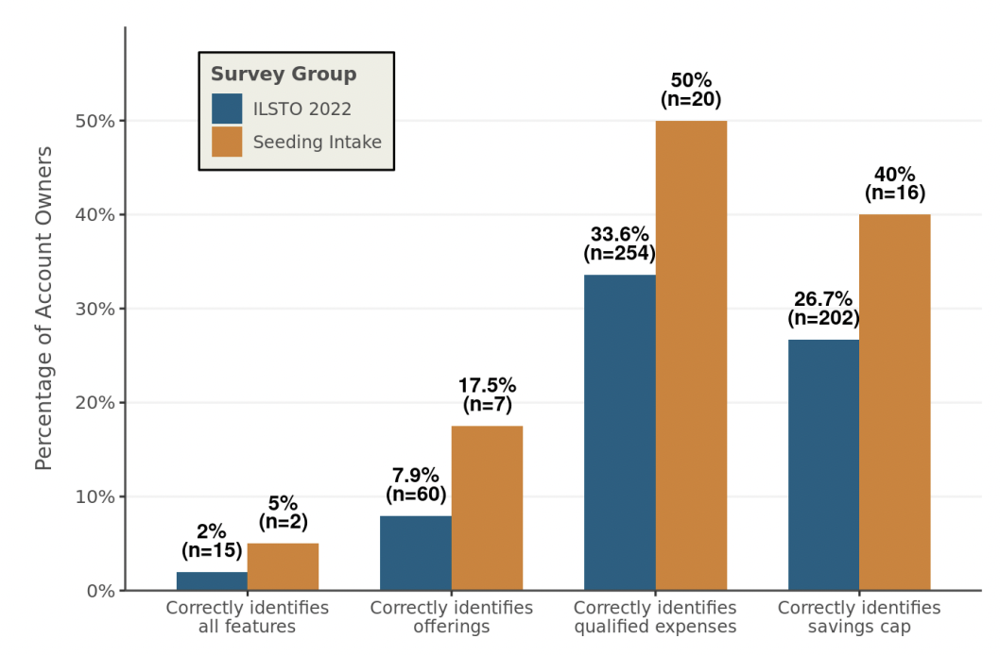 Percentage of Account Owners
50%
40%
30%
20%
10%
0%
Survey Group
ILSTO 2022
Seeding Intake
2%
(n=15)
5%
(n=2)
7.9%
(n=60)
17.5%
(n=7)
33.6%
(n=254)
50%
(n=20)
26.7%
(n=202)
40%
(n=16)
Correctly identifies
all features
Correctly identifies
offerings
Correctly identifies
qualified expenses
Correctly identifies
savings cap